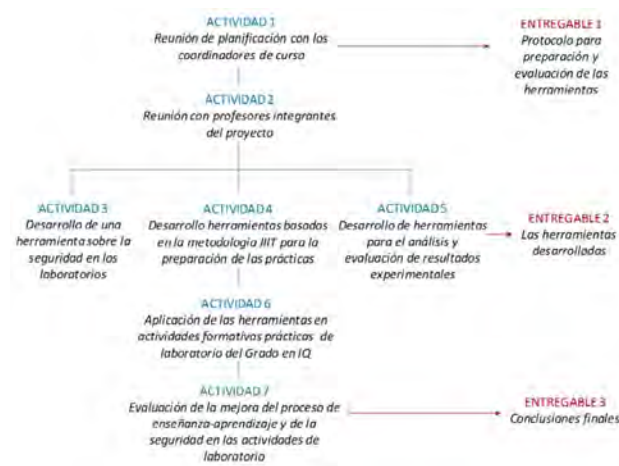 ACTIVIDAD 1
Reunión de planificación con los
coordinadores de curso
ENTREGABLE 1
Protocolo para
preparación y
evaluación de las
herramientas
ACTIVIDAD 2
Reunión con profesores integrantes
del proyecto
ACTIVIDAD 3
Desarrollo de una
herramienta sobre la
seguridad en los
laboratorios
ACTIVIDAD 4
Desarrollo herramientas basadas
en la metodología JIIT para la
preparación de las prácticas
ACTIVIDAD 5
Desarrollo de herramientas
para el análisis y
evaluación de resultados
experimentales
ENTREGABLE 2
Las herramientas
desarrolladas
ACTIVIDAD 6
Aplicación de las herramientas en
actividades formativas prácticas de
laboratorio del Grado en IQ
ACTIVIDAD 7
Evaluación de la mejora del proceso de
enseñanza-aprendizaje y de la
seguridad en las actividades de
laboratorio
ENTREGABLE 3
Conclusiones finales